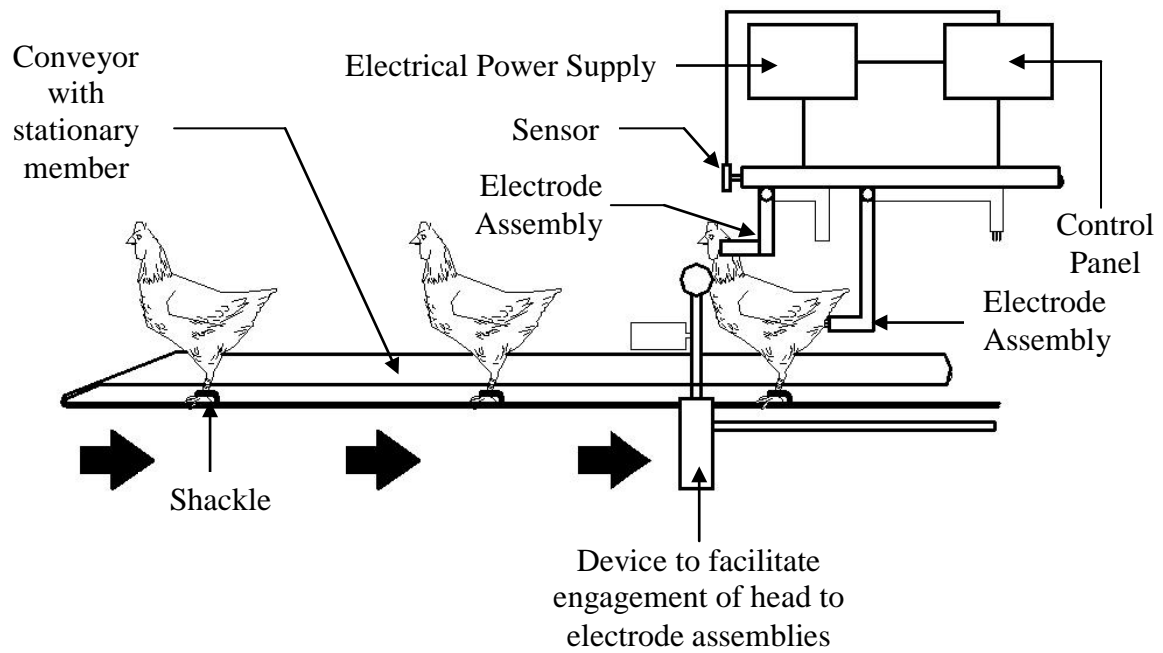 Conveyor
with
stationary
member
Electrical Power Supply
Sensor
Electrode
Assembly
Control
Panel
Electrode
Assembly
Shackle
Device to facilitate
engagement of head to
electrode assemblies